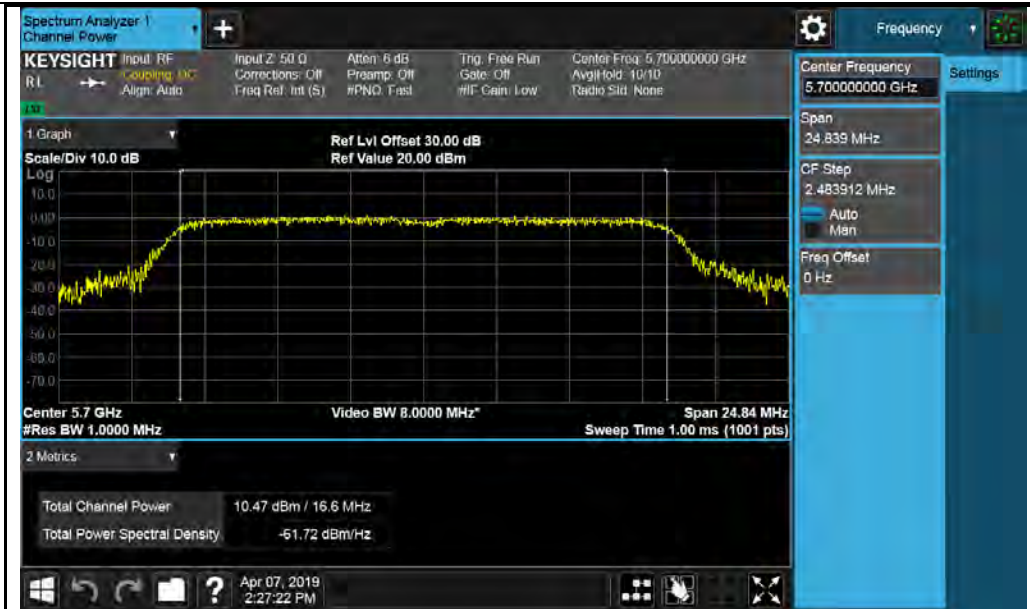 Spectrum Analyzer 1
Channel Power
Frequency
KEYSIGHT Input: RF
Coupling: DC
Align: Auto
R L
Input Z: 50 Ω
Corrections: Off
Freq Ref: Int (S)
Atten: 6 dB
Preamp: Off
#PNO: Fast
Trig: Free Run
Gate: Off
#IF Gain: Low
Center Freq: 5.700000000 GHz
Avg|Hold: 10/10
Radio Std: None
Center Frequency
5.700000000 GHz
Settings
Span
24.839 MHz
CF Step
2.483912 MHz
Auto
Man
Freq Offset
0 Hz
1 Graph
Scale/Div 10.0 dB
Ref Lvl Offset 30.00 dB
Ref Value 20.00 dBm
Log
10.0
0.00
-10.0
-20.0
-30.0
-40.0
-50.0
-60.0
-70.0
Center 5.7 GHz
#Res BW 1.0000 MHz
Video BW 8.0000 MHz*
Span 24.84 MHz
Sweep Time 1.00 ms (1001 pts)
2 Metrics
Total Channel Power 10.47 dBm / 16.6 MHz
Total Power Spectral Density -61.72 dBm/Hz
?
Apr 07, 2019
2:27:22 PM